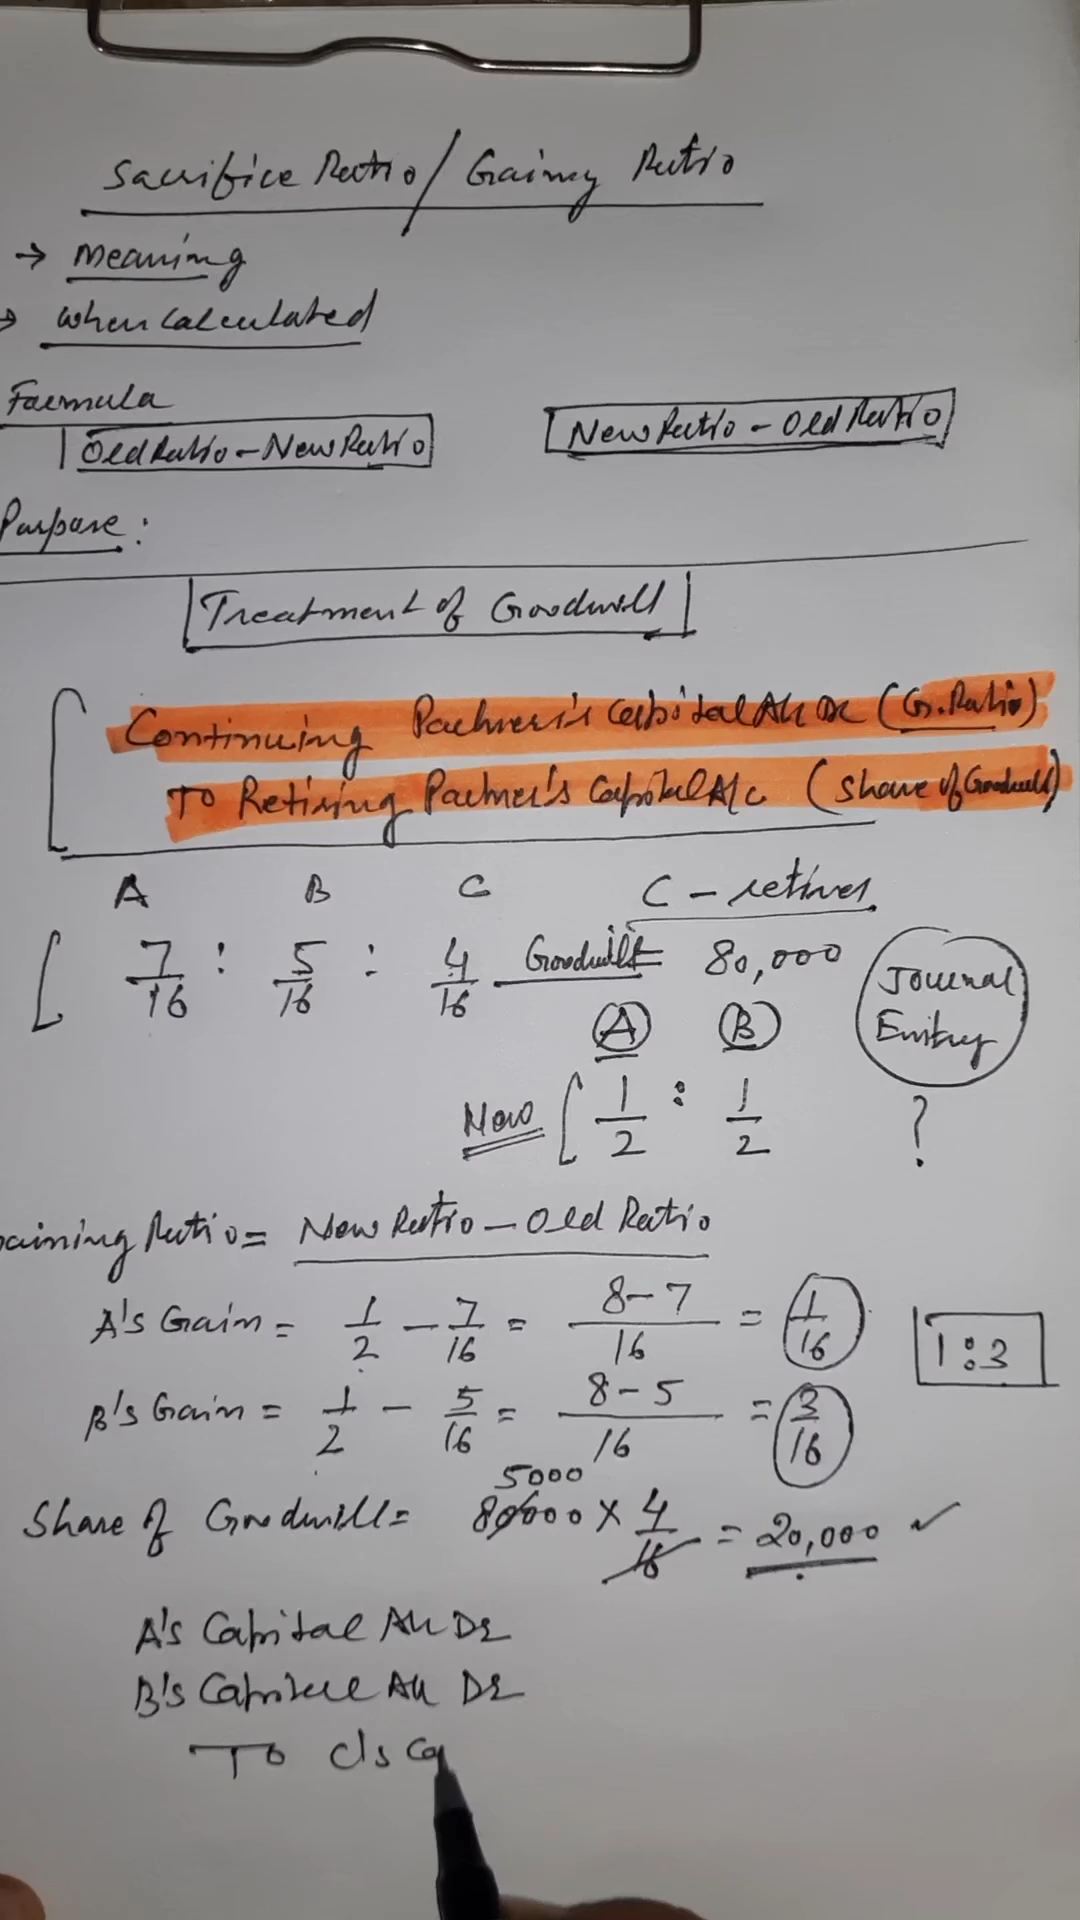 Sacrifice Ratio / Gaining Ratio
→ Meaning
→ When Calculated
Formula
Old Ratio - New Ratio
New Ratio - Old Ratio
Purpose :
Treatment of Goodwill
Continuing Partner's Capital A/c Dr (G. Ratio)
To Retiring Partner's Capital A/c (Share of Goodwill)
A B C C - retires
7/16 : 5/16 : 4/16 Goodwill = 80,000
Journal Entry ?
A B
New 1/2 : 1/2
aining Ratio = New Ratio - Old Ratio
A's Gain = 1/2 - 7/16 = 8-7/16 = 1/16
1:3
B's Gain = 1/2 - 5/16 = 8-5/16 = 3/16
5000
Share of Goodwill = 80000 × 4/16 = 20,000 ✓
A's Capital A/c Dr
B's Capital A/c Dr
To C's Ca